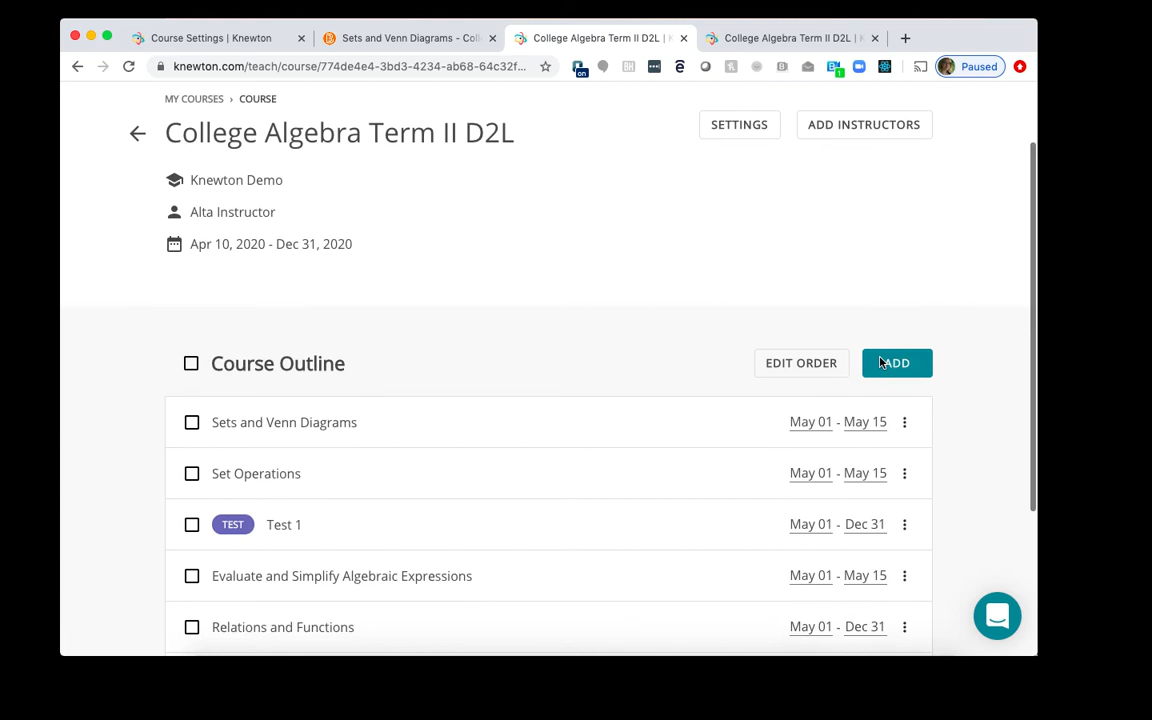 Course Settings | Knewton
Sets and Venn Diagrams - Coll
College Algebra Term II D2L | K
College Algebra Term II D2L | K
knewton.com/teach/course/774de4e4-3bd3-4234-ab68-64c32f...
on
1
Paused
MY COURSES › COURSE
College Algebra Term II D2L
SETTINGS
ADD INSTRUCTORS
Knewton Demo
Alta Instructor
Apr 10, 2020 - Dec 31, 2020
Course Outline
EDIT ORDER
ADD
Sets and Venn Diagrams May 01 - May 15
Set Operations May 01 - May 15
TEST Test 1 May 01 - Dec 31
Evaluate and Simplify Algebraic Expressions May 01 - May 15
Relations and Functions May 01 - Dec 31